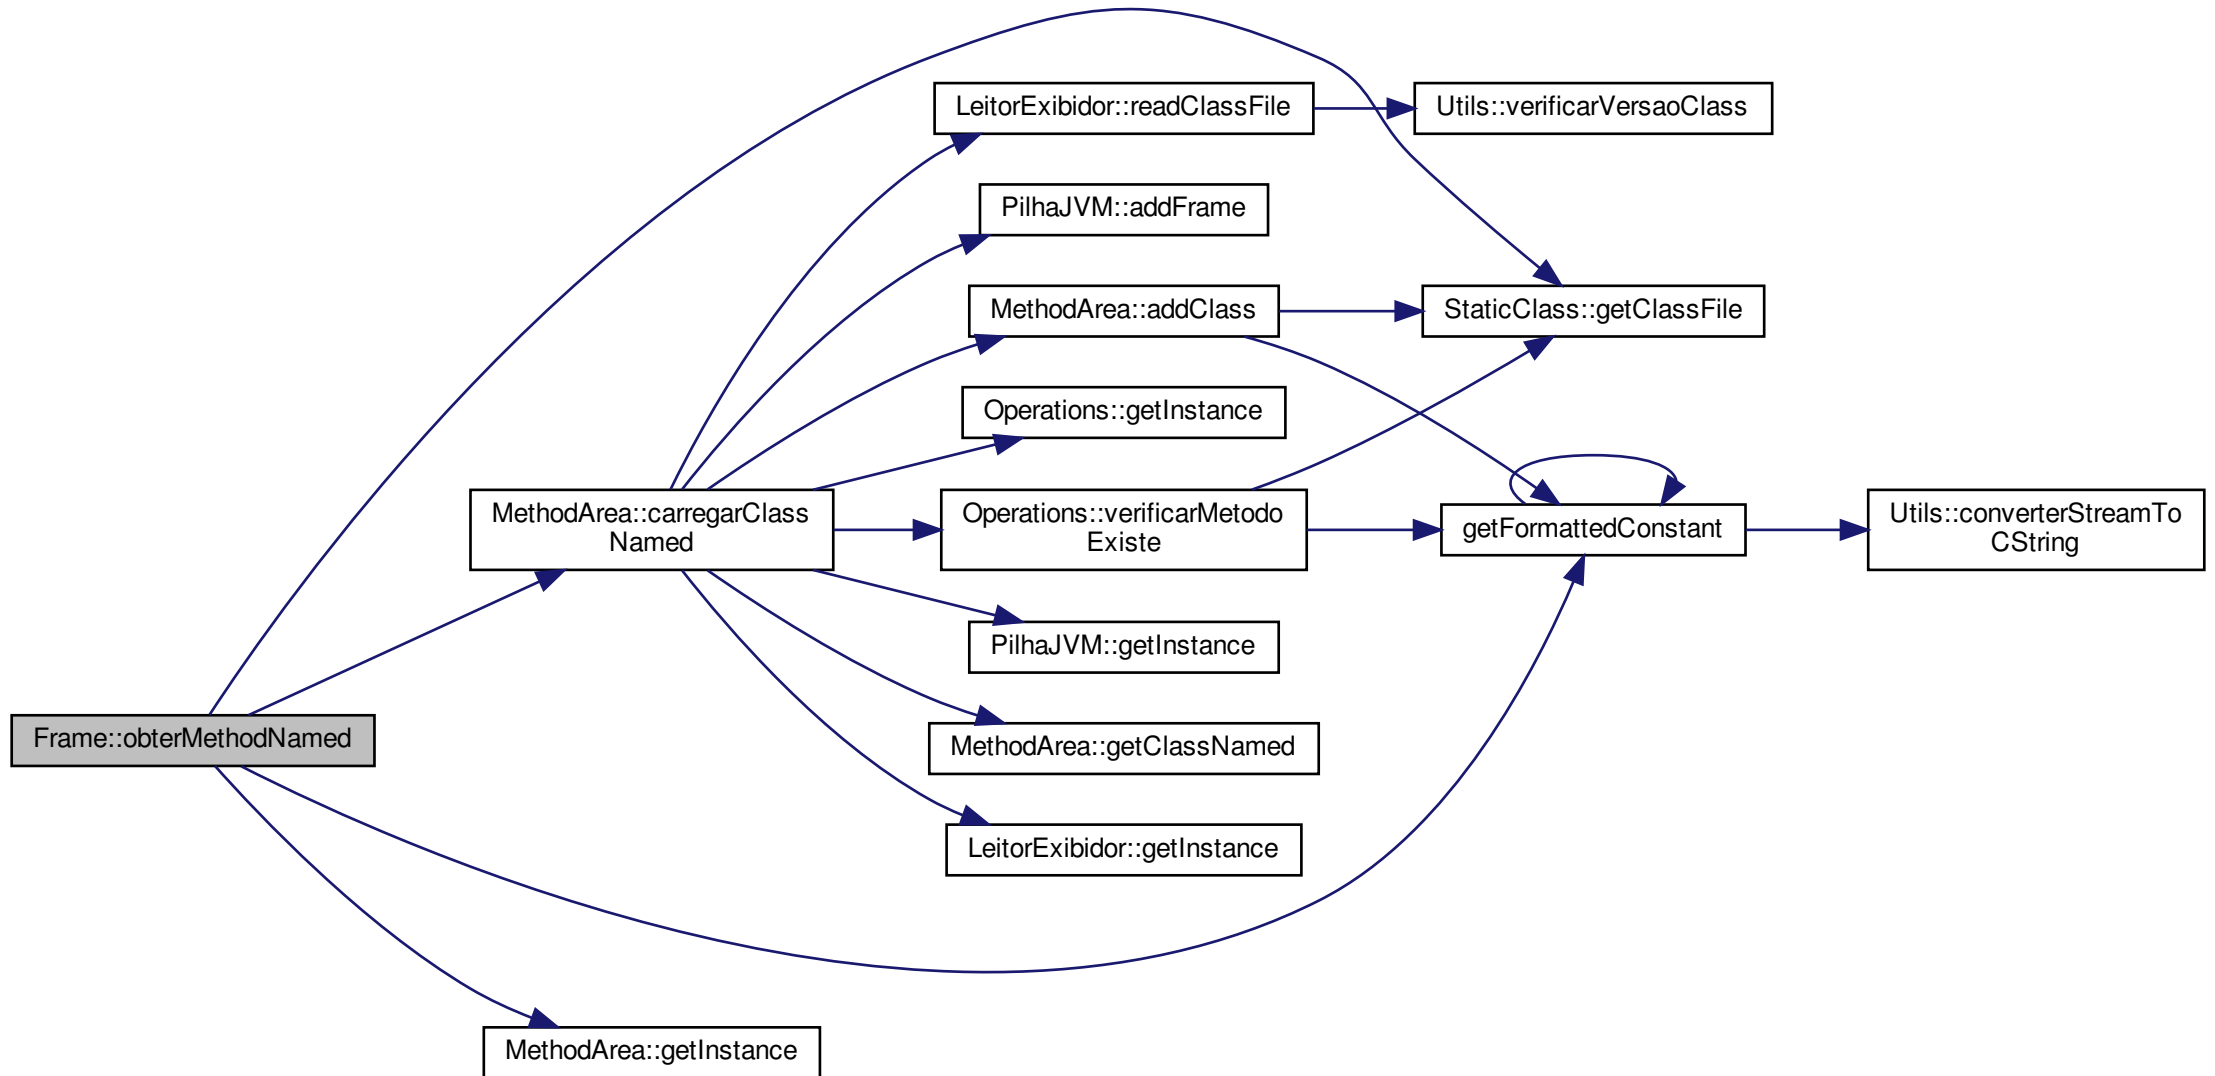 LeitorExibidor::readClassFile
Utils::verificarVersaoClass
PilhaJVM::addFrame
MethodArea::addClass
StaticClass::getClassFile
Operations::getInstance
MethodArea::carregarClass
Named
Operations::verificarMetodo
Existe
getFormattedConstant
Utils::converterStreamTo
CString
PilhaJVM::getInstance
Frame::obterMethodNamed
MethodArea::getClassNamed
LeitorExibidor::getInstance
MethodArea::getInstance